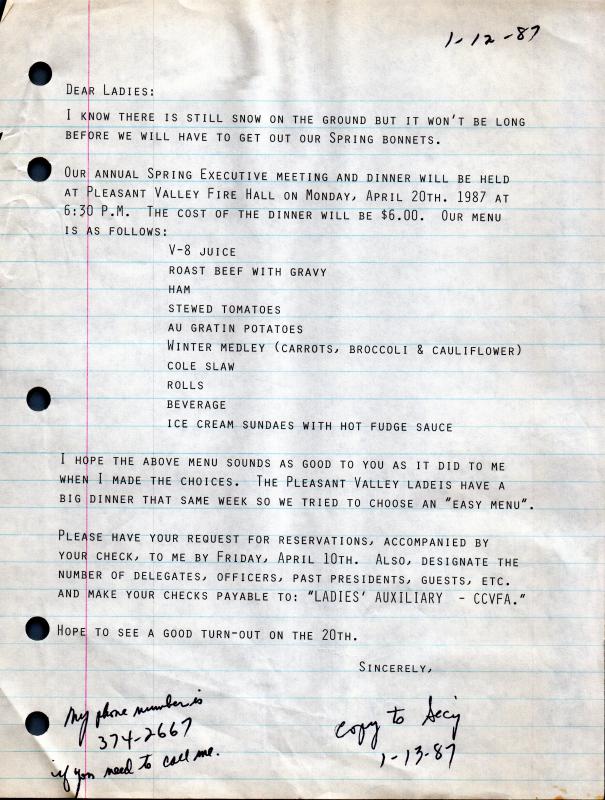 1-12-87
DEAR LADIES:
I KNOW THERE IS STILL SNOW ON THE GROUND BUT IT WON'T BE LONG
BEFORE WE WILL HAVE TO GET OUT OUR SPRING BONNETS.
OUR ANNUAL SPRING EXECUTIVE MEETING AND DINNER WILL BE HELD
AT PLEASANT VALLEY FIRE HALL ON MONDAY, APRIL 20TH. 1987 AT
6:30 P.M. THE COST OF THE DINNER WILL BE $6.00. OUR MENU
IS AS FOLLOWS:
V-8 JUICE
ROAST BEEF WITH GRAVY
HAM
STEWED TOMATOES
AU GRATIN POTATOES
WINTER MEDLEY (CARROTS, BROCCOLI & CAULIFLOWER)
COLE SLAW
ROLLS
BEVERAGE
ICE CREAM SUNDAES WITH HOT FUDGE SAUCE
I HOPE THE ABOVE MENU SOUNDS AS GOOD TO YOU AS IT DID TO ME
WHEN I MADE THE CHOICES. THE PLEASANT VALLEY LADEIS HAVE A
BIG DINNER THAT SAME WEEK SO WE TRIED TO CHOOSE AN "EASY MENU".
PLEASE HAVE YOUR REQUEST FOR RESERVATIONS, ACCOMPANIED BY
YOUR CHECK, TO ME BY FRIDAY, APRIL 10TH. ALSO, DESIGNATE THE
NUMBER OF DELEGATES, OFFICERS, PAST PRESIDENTS, GUESTS, ETC.
AND MAKE YOUR CHECKS PAYABLE TO: "LADIES' AUXILIARY - CCVFA."
HOPE TO SEE A GOOD TURN-OUT ON THE 20TH.
SINCERELY,
My phone number is
374-2667
if you need to call me.
copy to Sec'y
1-13-87